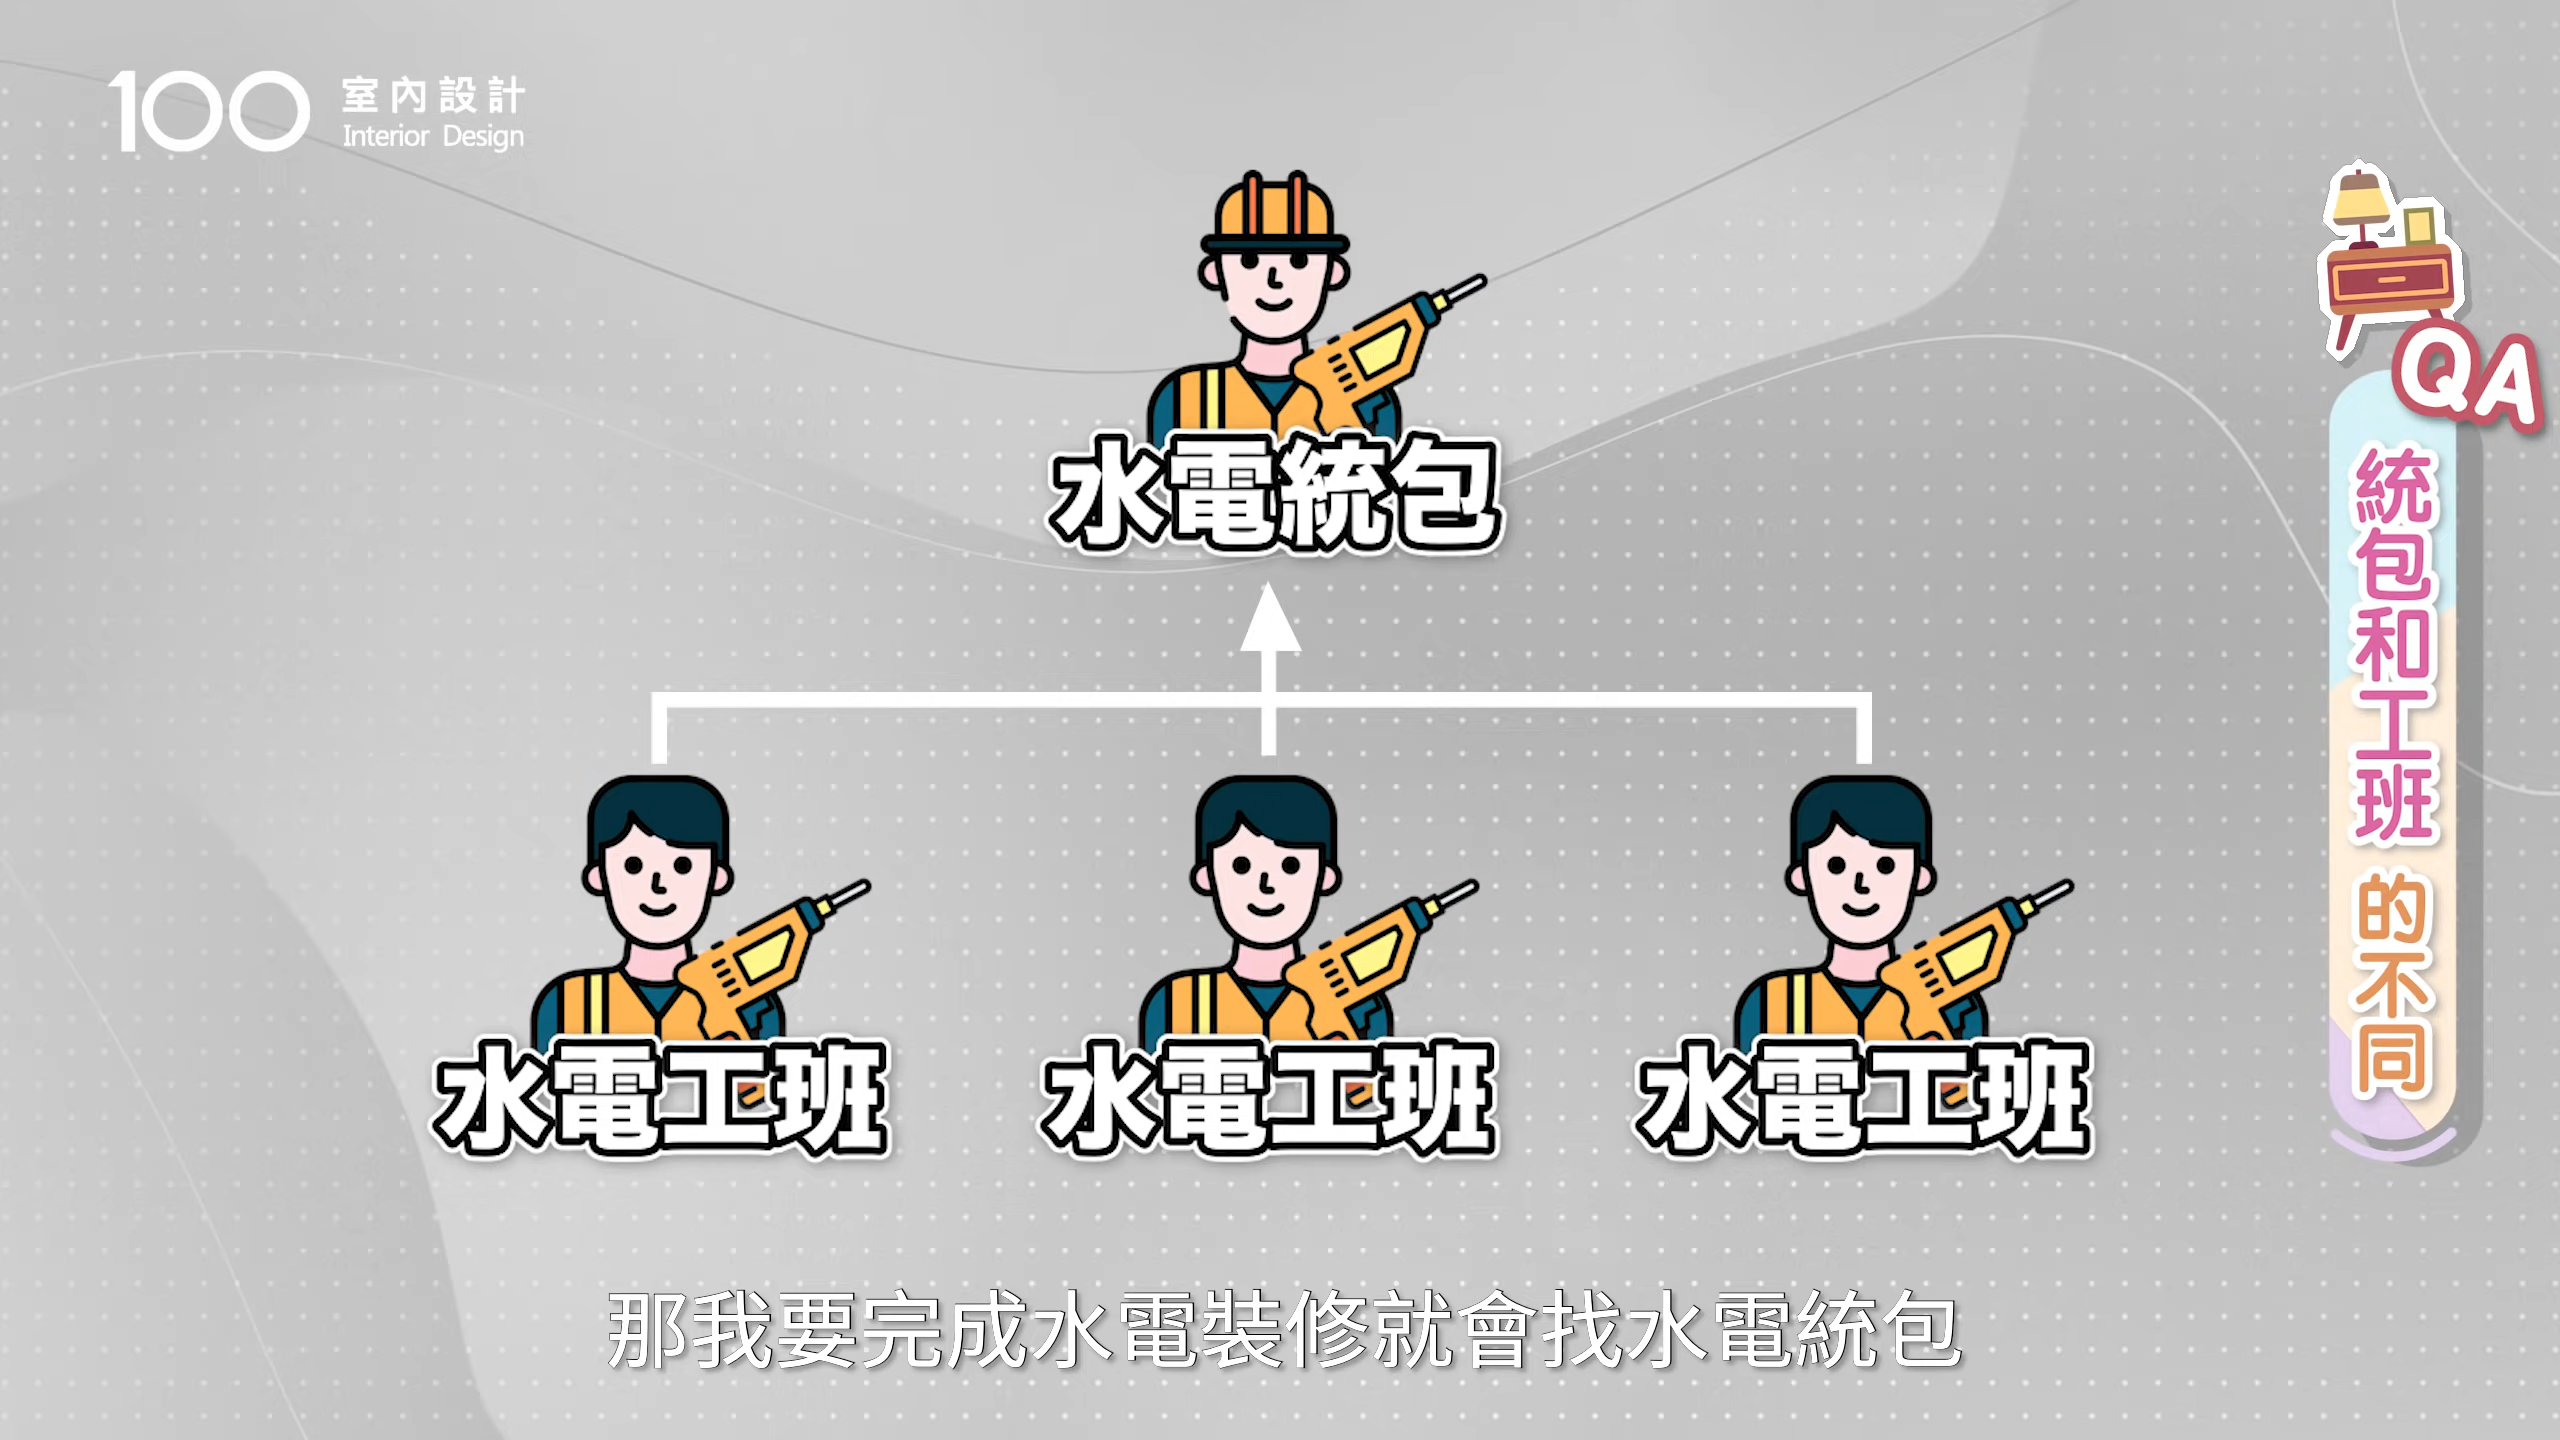 100 室內設計
Interior Design
QA
統包和工班的不同
水電統包
水電工班
水電工班
水電工班
那我要完成水電裝修就會找水電統包